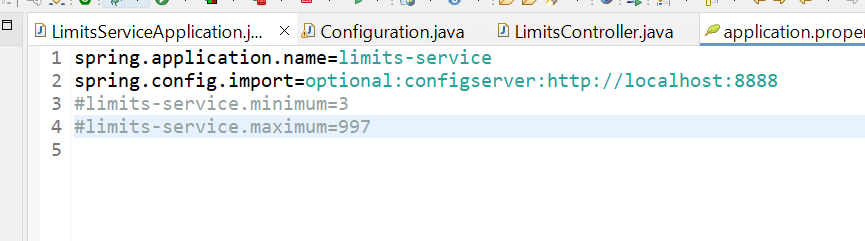 LimitsServiceApplication.j... Configuration.java LimitsController.java application.proper
1 spring.application.name=limits-service
2 spring.config.import=optional:configserver:http://localhost:8888
3 #limits-service.minimum=3
4 #limits-service.maximum=997
5